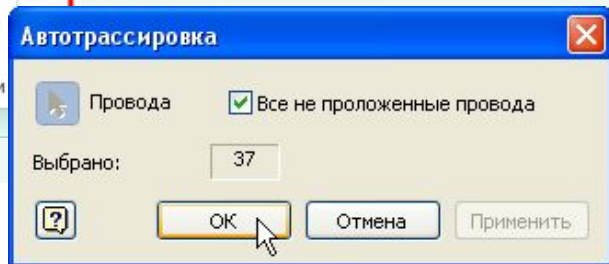 Автотрассировка
Провода Все не проложенные провода
Выбрано: 37
? ОК Отмена Применить